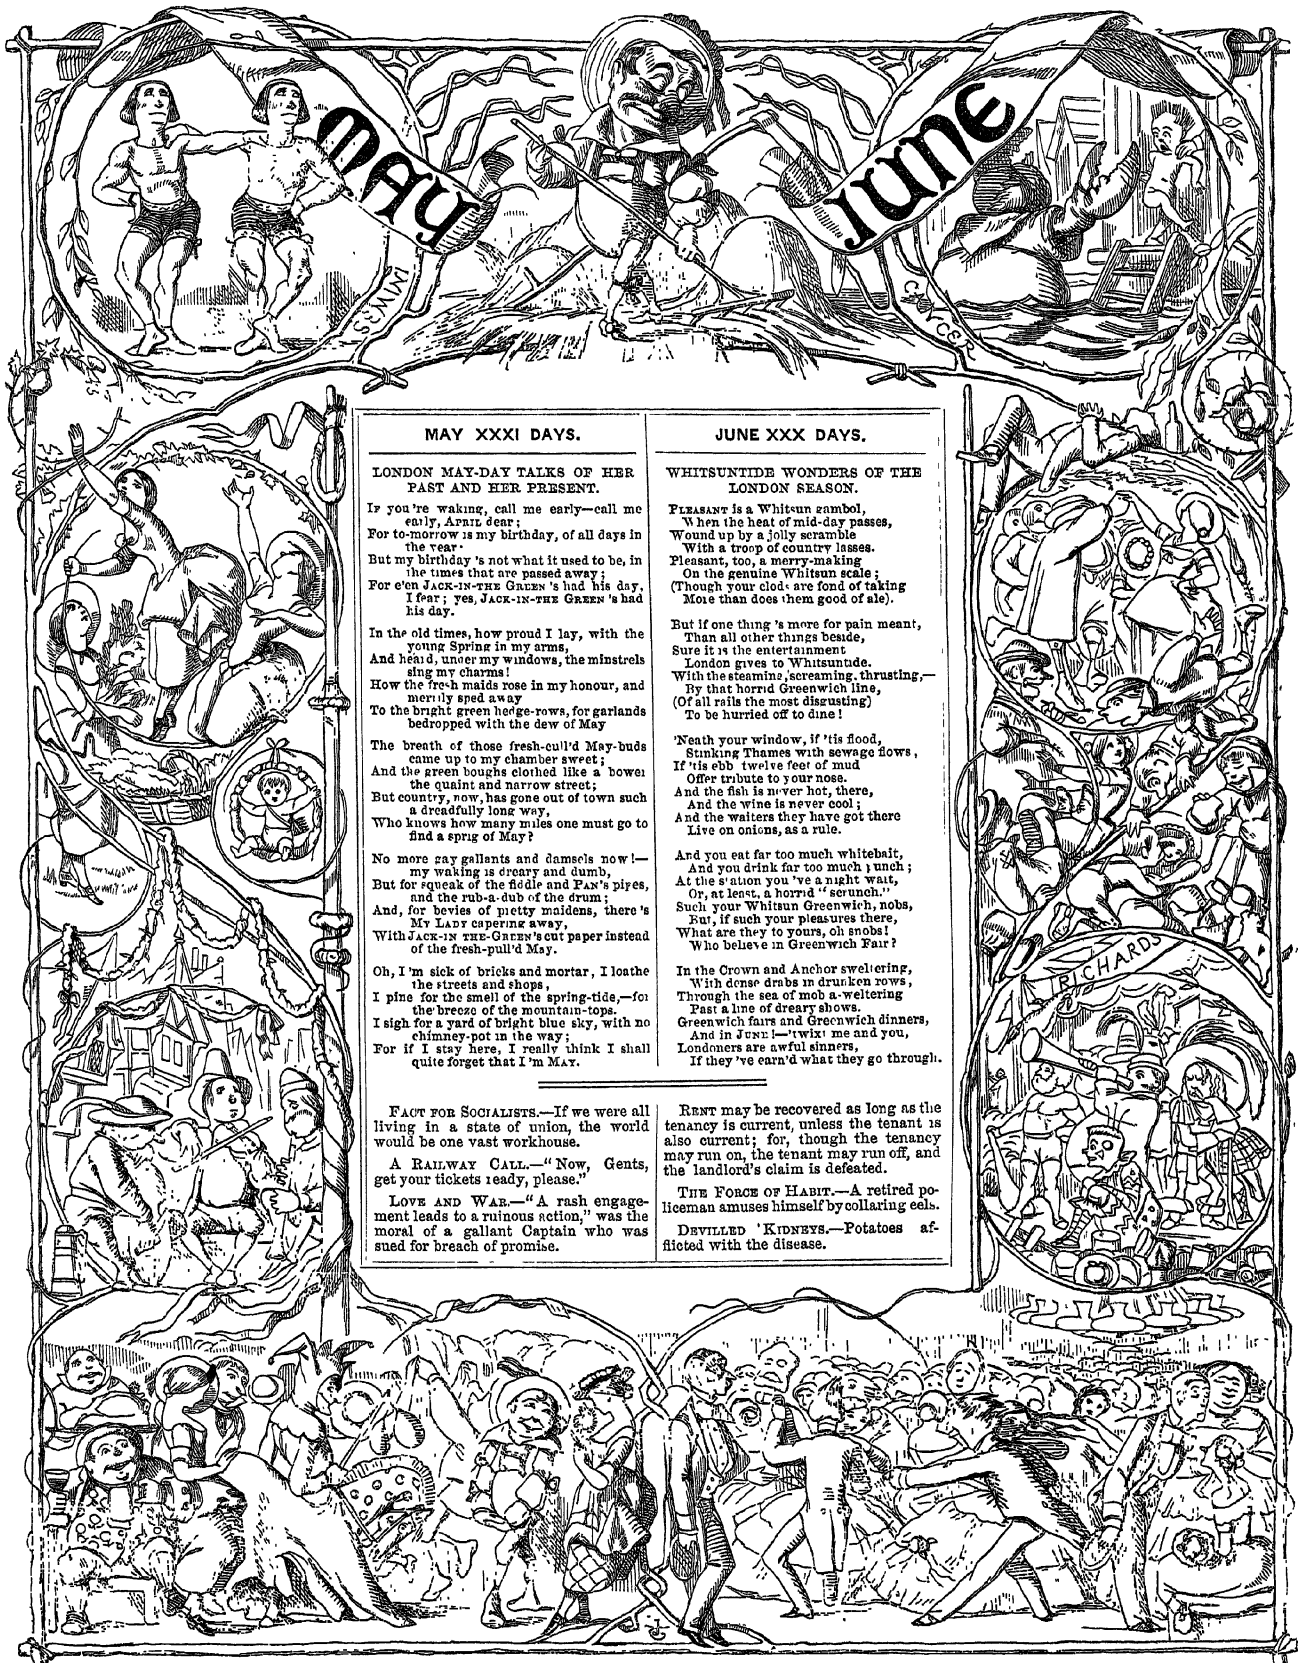 MAY
JUNE
CANCER
MAY XXXI DAYS.
LONDON MAY-DAY TALKS OF HER
PAST AND HER PRESENT.
IF you're waking, call me early—call me
early, APRIL dear;
For to-morrow is my birthday, of all days in
the year.
But my birthday 's not what it used to be, in
the times that are passed away;
For e'en JACK-IN-THE GREEN 's had his day,
I fear; yes, JACK-IN-THE GREEN 's had
his day.
In the old times, how proud I lay, with the
young Spring in my arms,
And heard, under my windows, the minstrels
sing my charms!
How the fresh maids rose in my honour, and
merrily sped away
To the bright green hedge-rows, for garlands
bedropped with the dew of May
The breath of those fresh-cull'd May-buds
came up to my chamber sweet;
And the green boughs clothed like a bower
the quaint and narrow street;
But country, now, has gone out of town such
a dreadfully long way,
Who knows how many miles one must go to
find a sprig of May?
No more gay gallants and damsels now!—
my waking is dreary and dumb,
But for squeak of the fiddle and PAN's pipes,
and the rub-a-dub of the drum;
And, for bevies of pretty maidens, there 's
MY LADY capering away,
With JACK-IN THE-GREEN's cut paper instead
of the fresh-pull'd May.
Oh, I 'm sick of bricks and mortar, I loathe
the streets and shops,
I pine for the smell of the spring-tide,—for
the breeze of the mountain-tops.
I sigh for a yard of bright blue sky, with no
chimney-pot in the way;
For if I stay here, I really think I shall
quite forget that I 'm MAY.
FACT FOR SOCIALISTS.—If we were all
living in a state of union, the world
would be one vast workhouse.
A RAILWAY CALL.—"Now, Gents,
get your tickets ready, please."
LOVE AND WAR.—"A rash engage-
ment leads to a ruinous action," was the
moral of a gallant Captain who was
sued for breach of promise.
JUNE XXX DAYS.
WHITSUNTIDE WONDERS OF THE
LONDON SEASON.
PLEASANT is a Whitsun gambol,
When the heat of mid-day passes,
Wound up by a jolly scramble
With a troop of country lasses.
Pleasant, too, a merry-making
On the genuine Whitsun scale;
(Though your clods are fond of taking
More than does them good of ale).
But if one thing 's more for pain meant,
Than all other things beside,
Sure it is the entertainment
London gives to Whitsuntide.
With the steaming, screaming, thrusting,—
By that horrid Greenwich line,
(Of all rails the most disgusting)
To be hurried off to dine!
'Neath your window, if 'tis flood,
Stinking Thames with sewage flows,
If 'tis ebb twelve feet of mud
Offer tribute to your nose.
And the fish is never hot, there,
And the wine is never cool;
And the waiters they have got there
Live on onions, as a rule.
And you eat far too much whitebait,
And you drink far too much punch;
At the station you 've a night wait,
Or, at least, a horrid "scrunch."
Such your Whitsun Greenwich, nobs,
But, if such your pleasures there,
What are they to yours, oh snobs!
Who believe in Greenwich Fair?
In the Crown and Anchor sweltering,
With dense drabs in drunken rows,
Through the sea of mob a-weltering
Past a line of dreary shows.
Greenwich fairs and Greenwich dinners,
And in JUNE!—'twixt me and you,
Londoners are awful sinners,
If they 've earn'd what they go through.
RENT may be recovered as long as the
tenancy is current, unless the tenant is
also current; for, though the tenancy
may run on, the tenant may run off, and
the landlord's claim is defeated.
THE FORCE OF HABIT.—A retired po-
liceman amuses himself by collaring eels.
DEVILLED KIDNEYS.—Potatoes af-
flicted with the disease.
RICHARDS